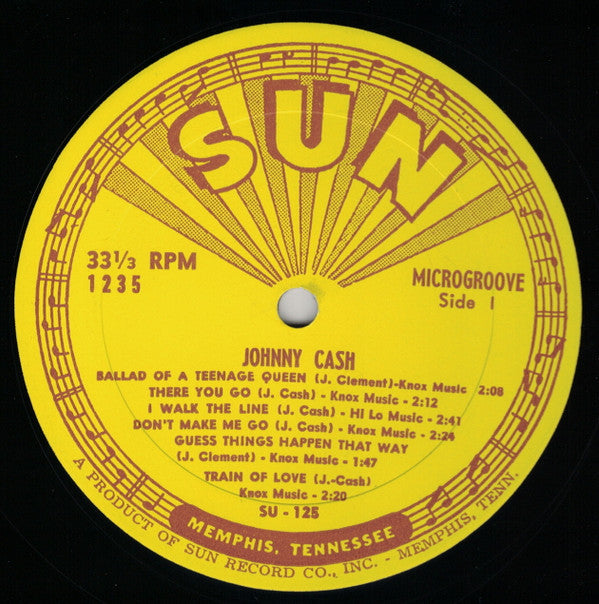 SUN
33⅓ RPM
1235
MICROGROOVE
Side 1
JOHNNY CASH
BALLAD OF A TEENAGE QUEEN (J. Clement)-Knox Music 2:08
THERE YOU GO (J. Cash) - Knox Music - 2:12
I WALK THE LINE (J. Cash) - Hi Lo Music - 2:41
DON'T MAKE ME GO (J. Cash) - Knox Music - 2:26
GUESS THINGS HAPPEN THAT WAY
(J. Clement) - Knox Music - 1:47
TRAIN OF LOVE (J.-Cash)
Knox Music - 2:20
SU - 125
MEMPHIS, TENNESSEE
A PRODUCT OF SUN RECORD CO., INC. - MEMPHIS, TENN.